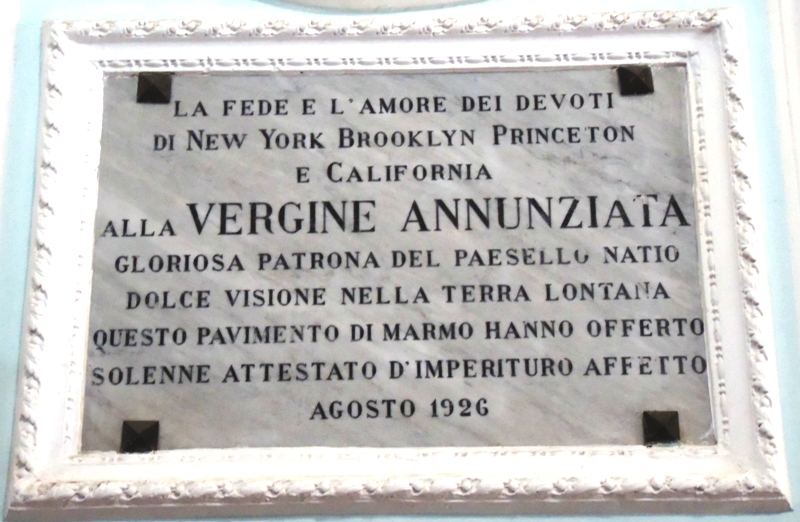 LA FEDE E L'AMORE DEI DEVOTI
DI NEW YORK BROOKLYN PRINCETON
E CALIFORNIA
ALLA VERGINE ANNUNZIATA
GLORIOSA PATRONA DEL PAESELLO NATIO
DOLCE VISIONE NELLA TERRA LONTANA
QUESTO PAVIMENTO DI MARMO HANNO OFFERTO
SOLENNE ATTESTATO D'IMPERITURO AFFETTO
AGOSTO 1926